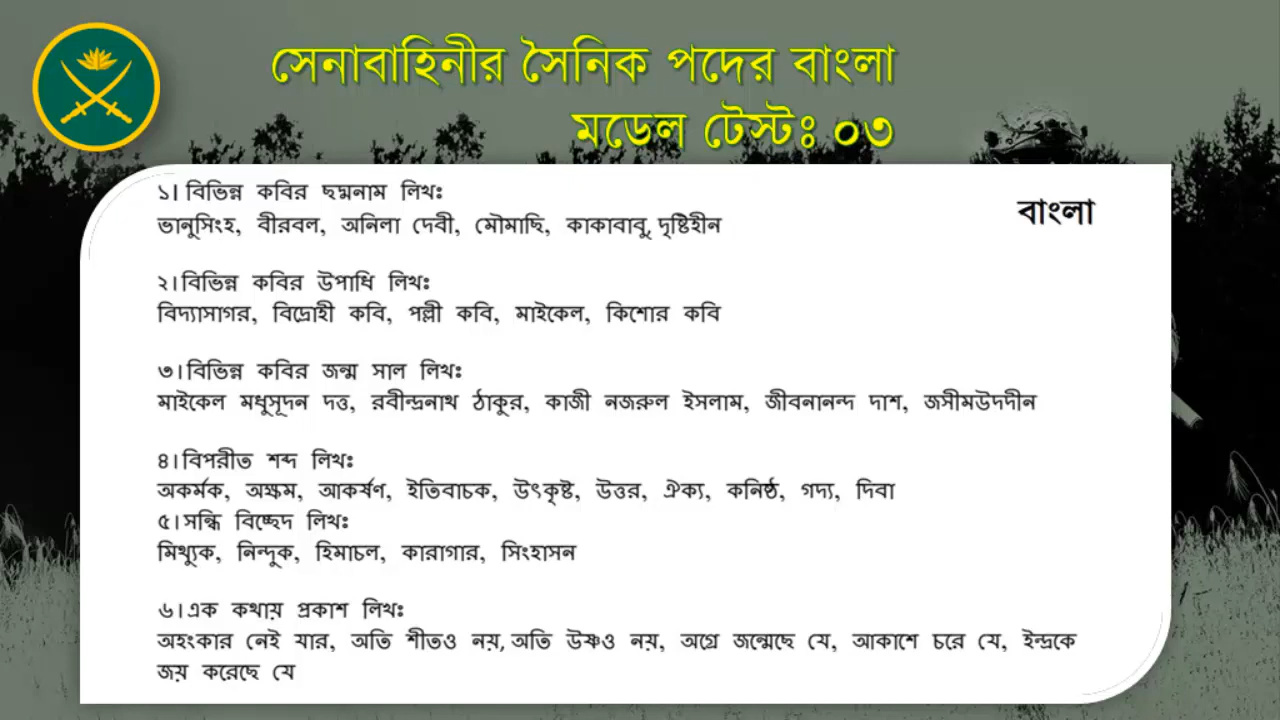 সেনাবাহিনীর সৈনিক পদের বাংলা
মডেল টেস্টঃ ০৩
বাংলা
১। বিভিন্ন কবির ছদ্মনাম লিখঃ
ভানুসিংহ, বীরবল, অনিলা দেবী, মৌমাছি, কাকাবাবু, দৃষ্টিহীন
২। বিভিন্ন কবির উপাধি লিখঃ
বিদ্যাসাগর, বিদ্রোহী কবি, পল্লী কবি, মাইকেল, কিশোর কবি
৩। বিভিন্ন কবির জন্ম সাল লিখঃ
মাইকেল মধুসূদন দত্ত, রবীন্দ্রনাথ ঠাকুর, কাজী নজরুল ইসলাম, জীবনানন্দ দাশ, জসীমউদদীন
৪। বিপরীত শব্দ লিখঃ
অকর্মক, অক্ষম, আকর্ষণ, ইতিবাচক, উৎকৃষ্ট, উত্তর, ঐক্য, কনিষ্ঠ, গদ্য, দিবা
৫। সন্ধি বিচ্ছেদ লিখঃ
মিথ্যুক, নিন্দুক, হিমাচল, কারাগার, সিংহাসন
৬। এক কথায় প্রকাশ লিখঃ
অহংকার নেই যার, অতি শীতও নয়, অতি উষ্ণও নয়, অগ্রে জন্মেছে যে, আকাশে চরে যে, ইন্দ্রকে
জয় করেছে যে